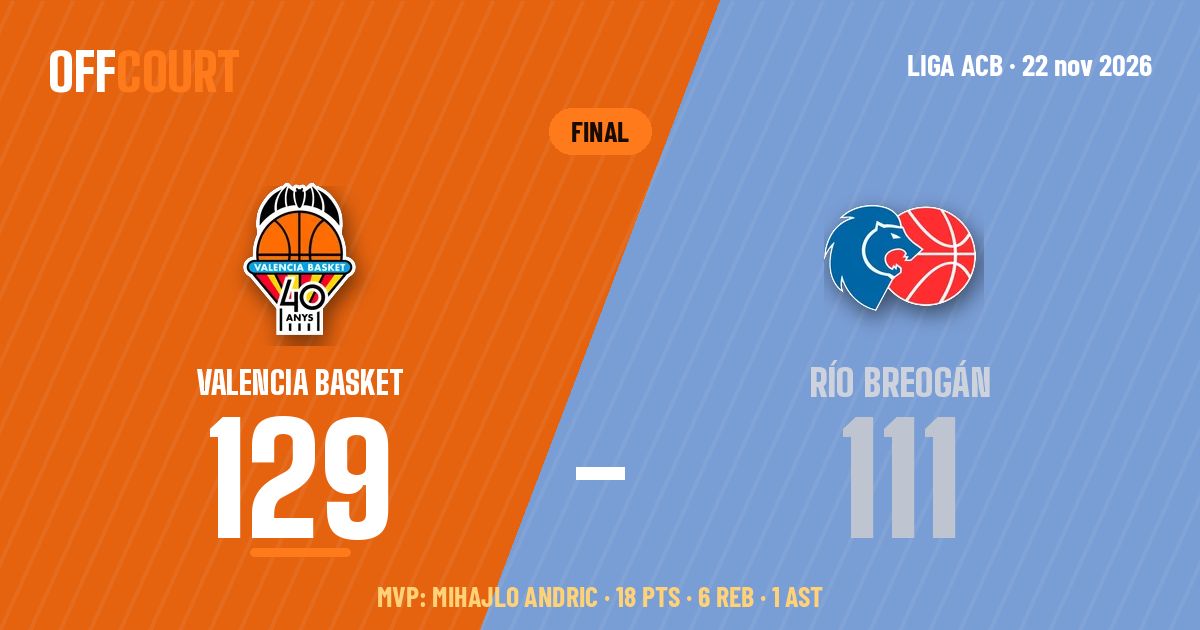 OFFCOURT
LIGA ACB · 22 nov 2026
FINAL
VALENCIA BASKET
40
ANYS
VALENCIA BASKET
RÍO BREOGÁN
129
–
111
MVP: MIHAJLO ANDRIC · 18 PTS · 6 REB · 1 AST